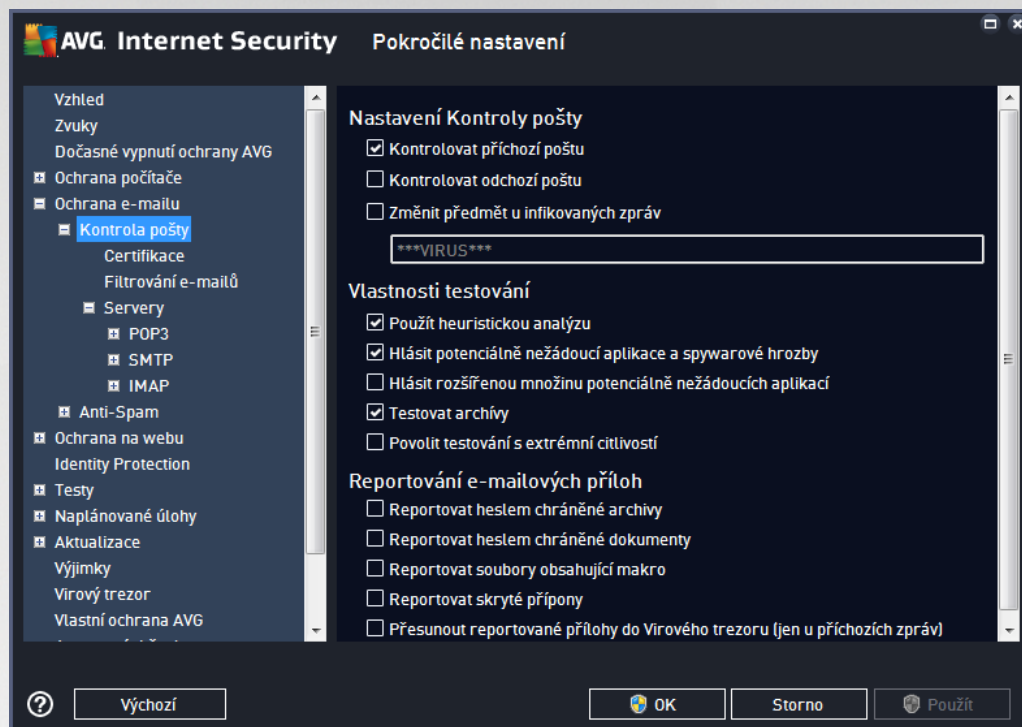 AVG. Internet Security Pokročilé nastavení
Vzhled
Zvuky
Dočasné vypnutí ochrany AVG
Ochrana počítače
Ochrana e-mailu
Kontrola pošty
Certifikace
Filtrování e-mailů
Servery
POP3
SMTP
IMAP
Anti-Spam
Ochrana na webu
Identity Protection
Testy
Naplánované úlohy
Aktualizace
Výjimky
Virový trezor
Vlastní ochrana AVG
Nastavení Kontroly pošty
Kontrolovat příchozí poštu
Kontrolovat odchozí poštu
Změnit předmět u infikovaných zpráv
***VIRUS***
Vlastnosti testování
Použít heuristickou analýzu
Hlásit potenciálně nežádoucí aplikace a spywarové hrozby
Hlásit rozšířenou množinu potenciálně nežádoucích aplikací
Testovat archívy
Povolit testování s extrémní citlivostí
Reportování e-mailových příloh
Reportovat heslem chráněné archivy
Reportovat heslem chráněné dokumenty
Reportovat soubory obsahující makro
Reportovat skryté přípony
Přesunout reportované přílohy do Virového trezoru (jen u příchozích zpráv)
? Výchozí OK Storno Použít